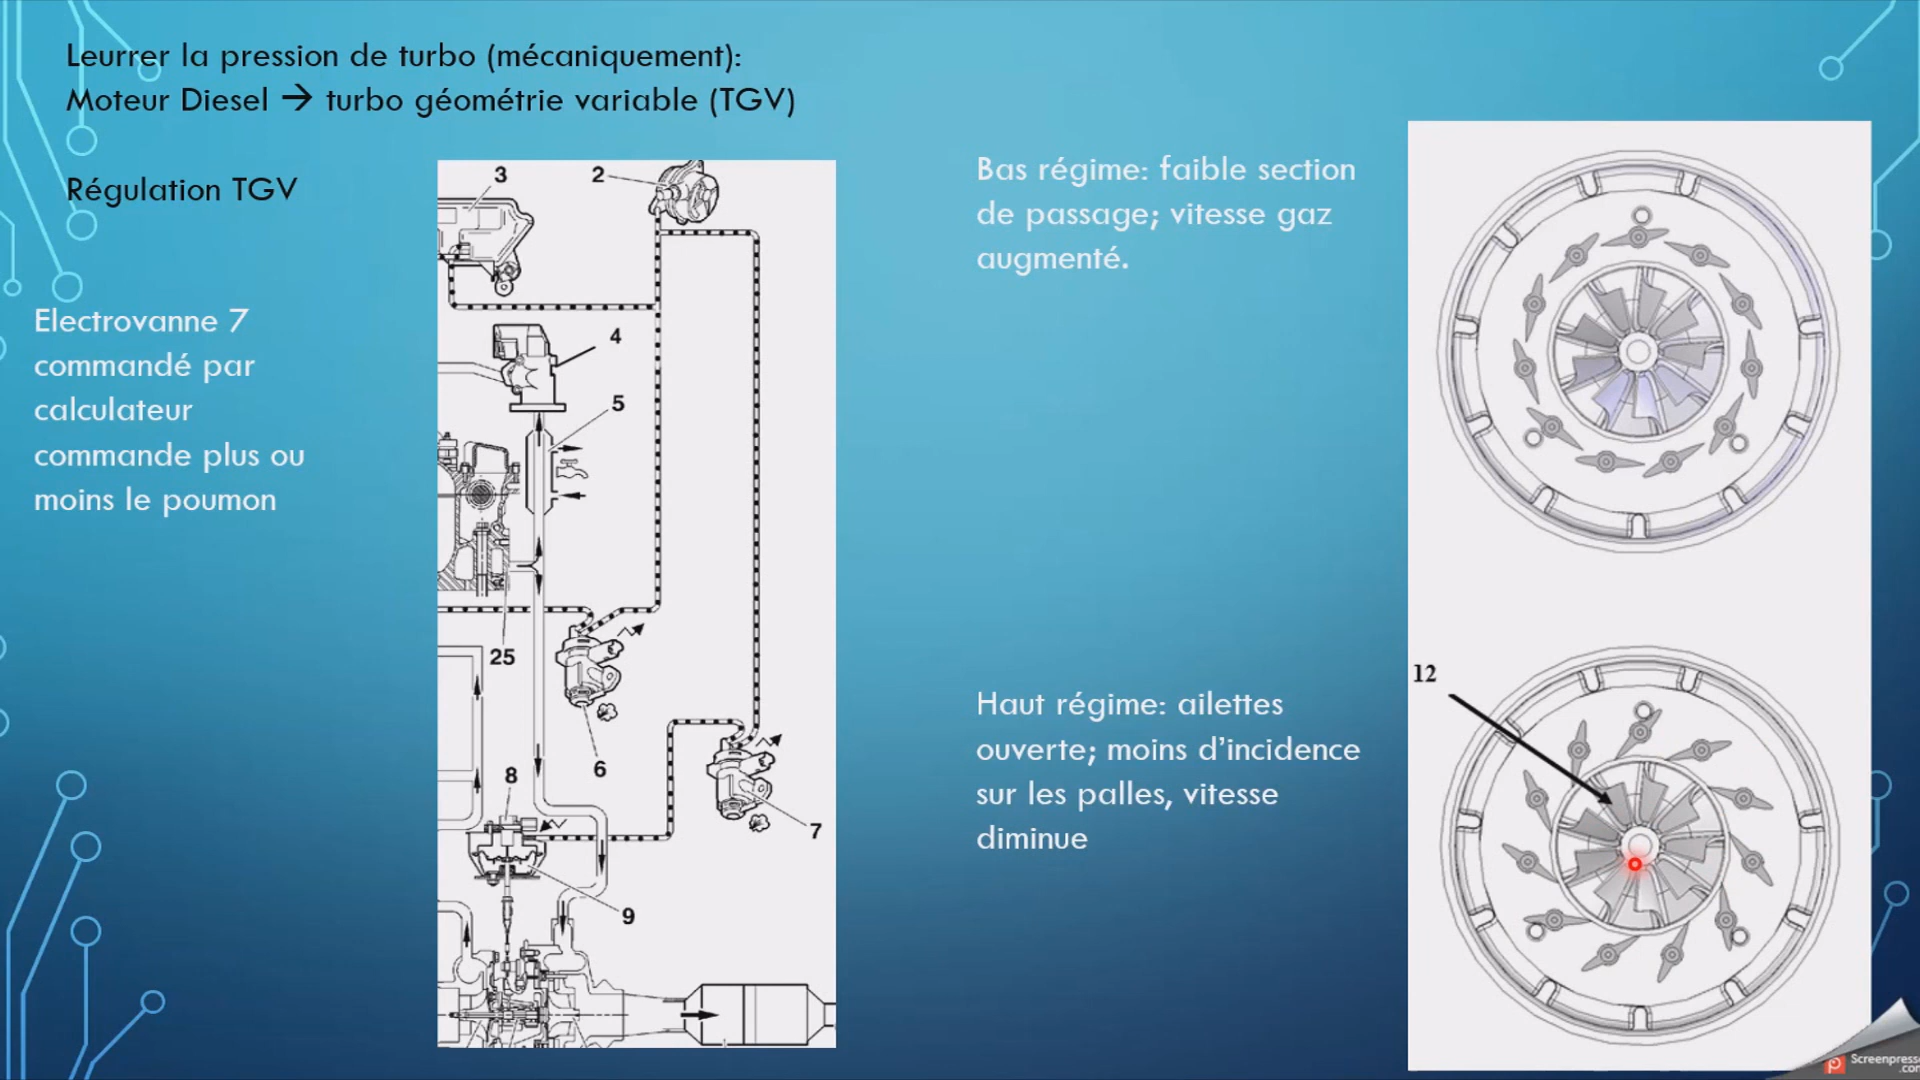 Leurrer la pression de turbo (mécaniquement):
Moteur Diesel → turbo géométrie variable (TGV)
Régulation TGV
Electrovanne 7
commandé par
calculateur
commande plus ou
moins le poumon
3
2
4
5
25
6
8
7
9
Bas régime: faible section
de passage; vitesse gaz
augmenté.
Haut régime: ailettes
ouverte; moins d'incidence
sur les palles, vitesse
diminue
12
Screenpresso
.com